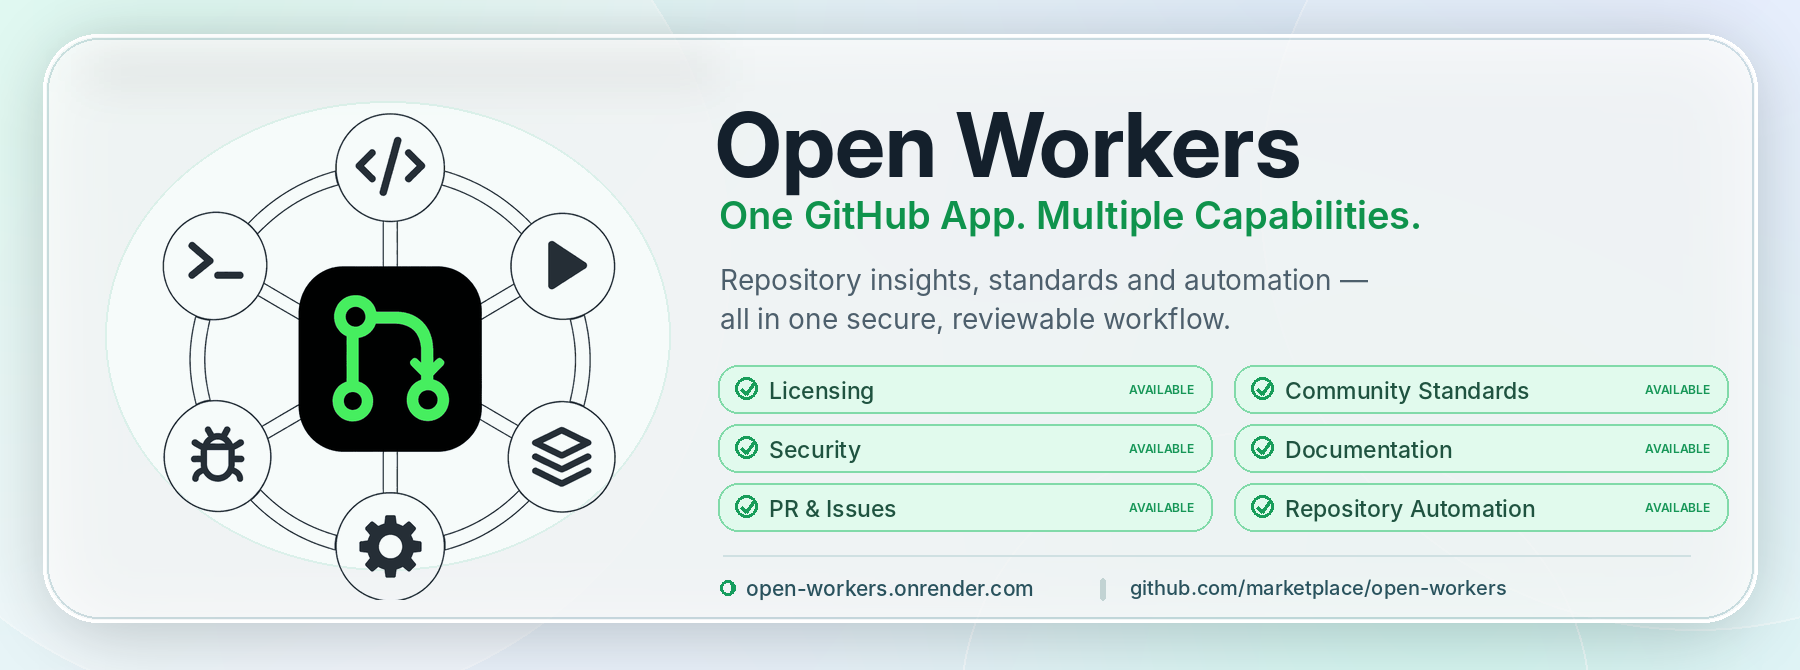 Open Workers
One GitHub App. Multiple Capabilities.
Repository insights, standards and automation —
all in one secure, reviewable workflow.
Licensing AVAILABLE
Community Standards AVAILABLE
Security AVAILABLE
Documentation AVAILABLE
PR & Issues AVAILABLE
Repository Automation AVAILABLE
open-workers.onrender.com
github.com/marketplace/open-workers